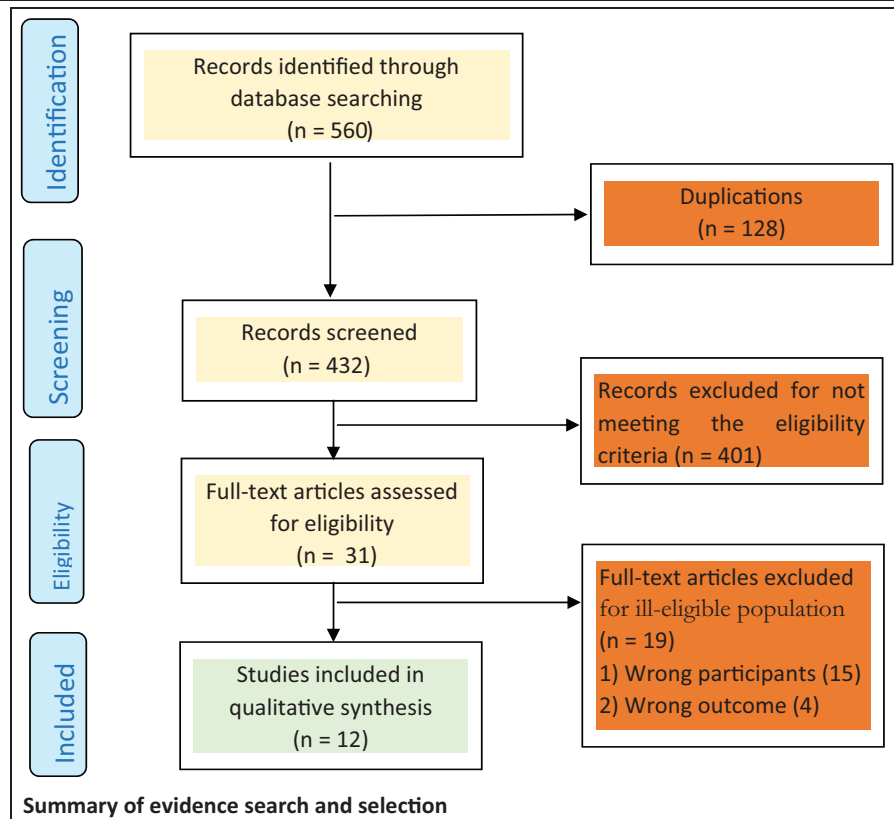 Identification
Records identified through
database searching
(n = 560)
Duplications
(n = 128)
Screening
Records screened
(n = 432)
Records excluded for not
meeting the eligibility
criteria (n = 401)
Eligibility
Full-text articles assessed
for eligibility
(n = 31)
Full-text articles excluded
for ill-eligible population
(n = 19)
1) Wrong participants (15)
2) Wrong outcome (4)
Included
Studies included in
qualitative synthesis
(n = 12)
Summary of evidence search and selection